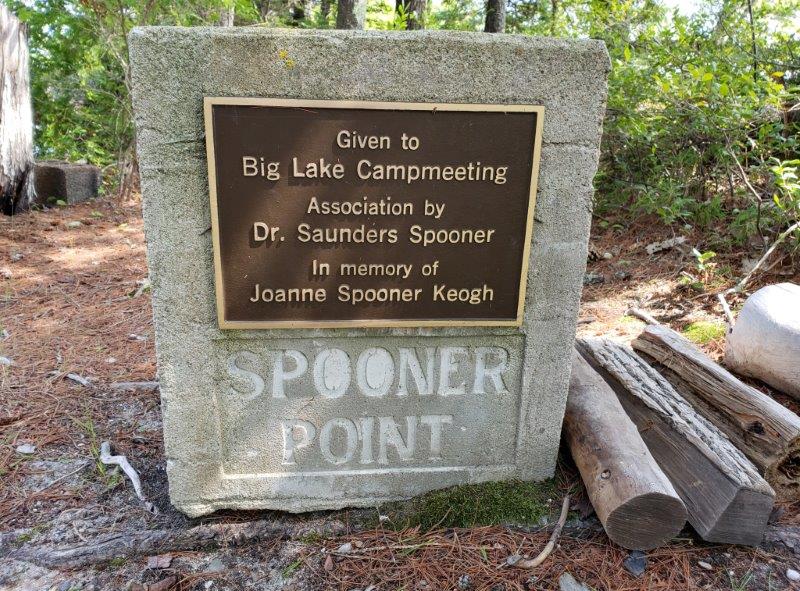 Given to
Big Lake Campmeeting
Association by
Dr. Saunders Spooner
In memory of
Joanne Spooner Keogh
SPOONER
POINT